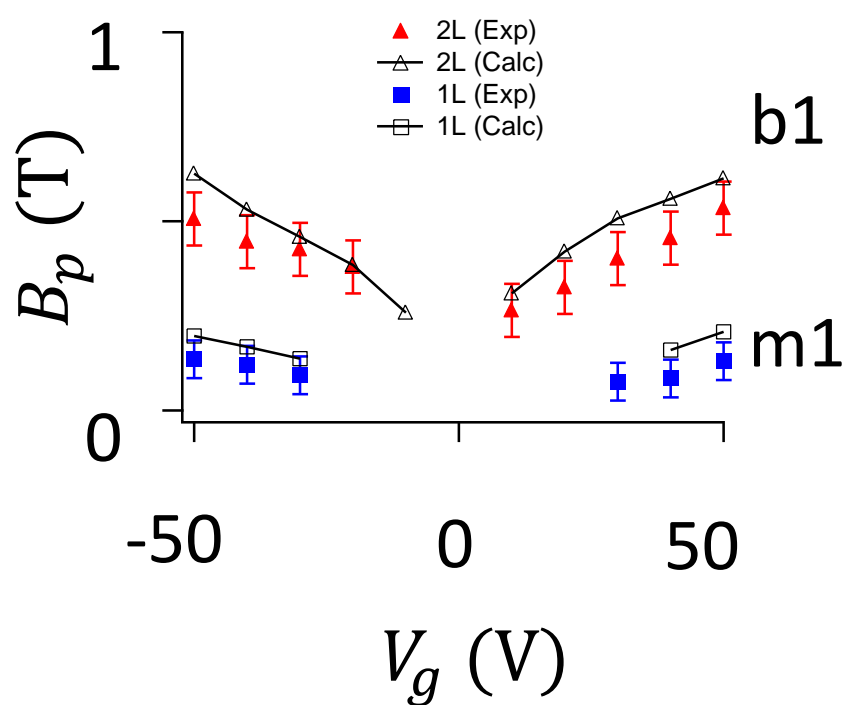 1
2L (Exp)
2L (Calc)
1L (Exp)
1L (Calc)
b1
B_p (T)
m1
0
-50 0 50
V_g (V)